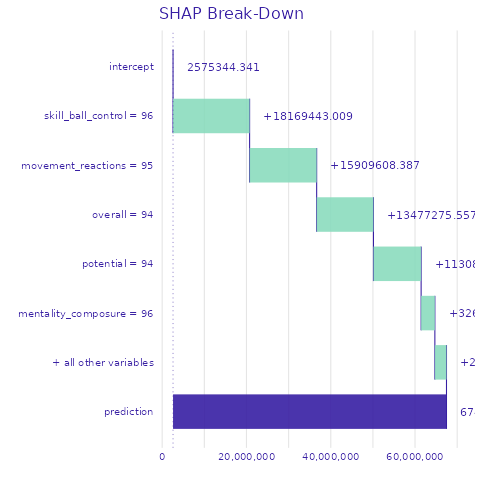 SHAP Break-Down
intercept
2575344.341
skill_ball_control = 96
+18169443.009
movement_reactions = 95
+15909608.387
overall = 94
+13477275.557
potential = 94
+11308
mentality_composure = 96
+326
+ all other variables
+2
prediction
0
20,000,000
40,000,000
60,000,000